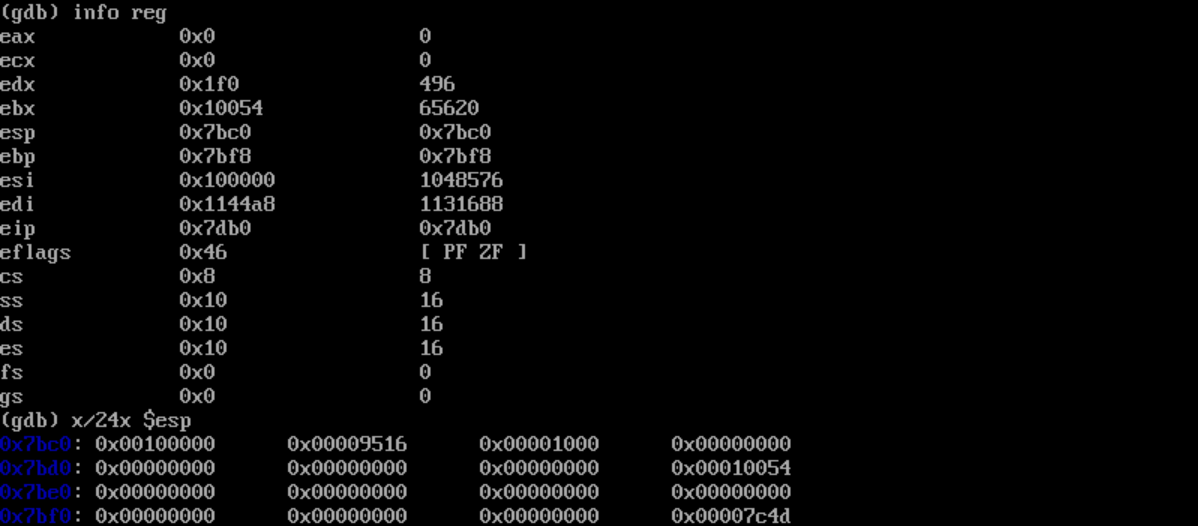 (gdb) info reg
eax 0x0 0
ecx 0x0 0
edx 0x1f0 496
ebx 0x10054 65620
esp 0x7bc0 0x7bc0
ebp 0x7bf8 0x7bf8
esi 0x100000 1048576
edi 0x1144a8 1131688
eip 0x7db0 0x7db0
eflags 0x46 [ PF ZF ]
cs 0x8 8
ss 0x10 16
ds 0x10 16
es 0x10 16
fs 0x0 0
gs 0x0 0
(gdb) x/24x $esp
0x7bc0: 0x00100000 0x00009516 0x00001000 0x00000000
0x7bd0: 0x00000000 0x00000000 0x00000000 0x00010054
0x7be0: 0x00000000 0x00000000 0x00000000 0x00000000
0x7bf0: 0x00000000 0x00000000 0x00000000 0x00007c4d